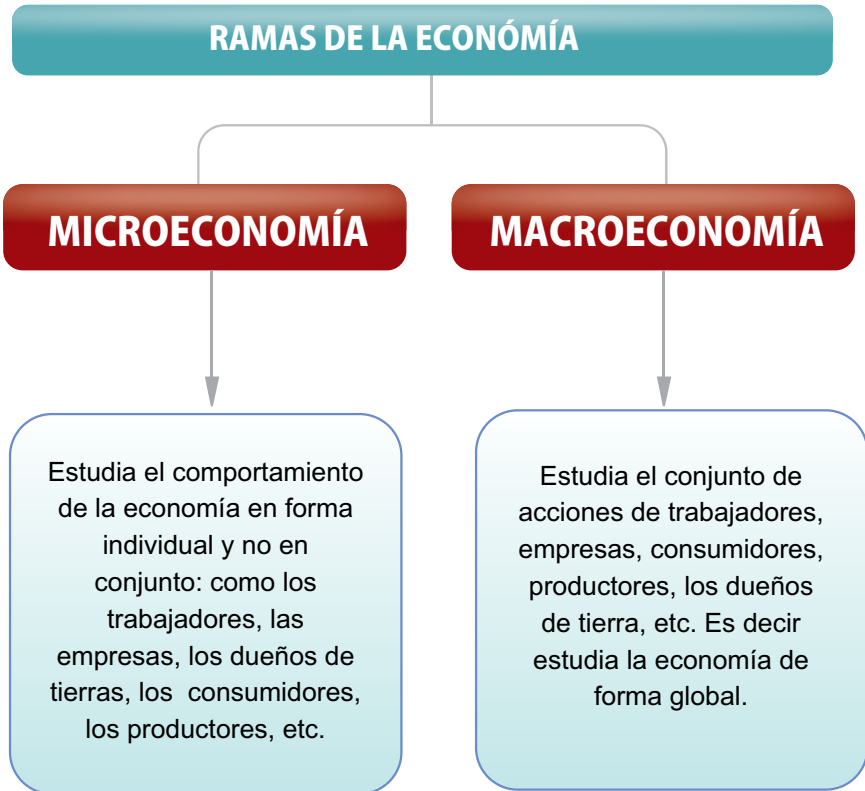 RAMAS DE LA ECONÓMÍA
MICROECONOMÍA
Estudia el comportamiento
de la economía en forma
individual y no en
conjunto: como los
trabajadores, las
empresas, los dueños de
tierras, los consumidores,
los productores, etc.
MACROECONOMÍA
Estudia el conjunto de
acciones de trabajadores,
empresas, consumidores,
productores, los dueños
de tierra, etc. Es decir
estudia la economía de
forma global.